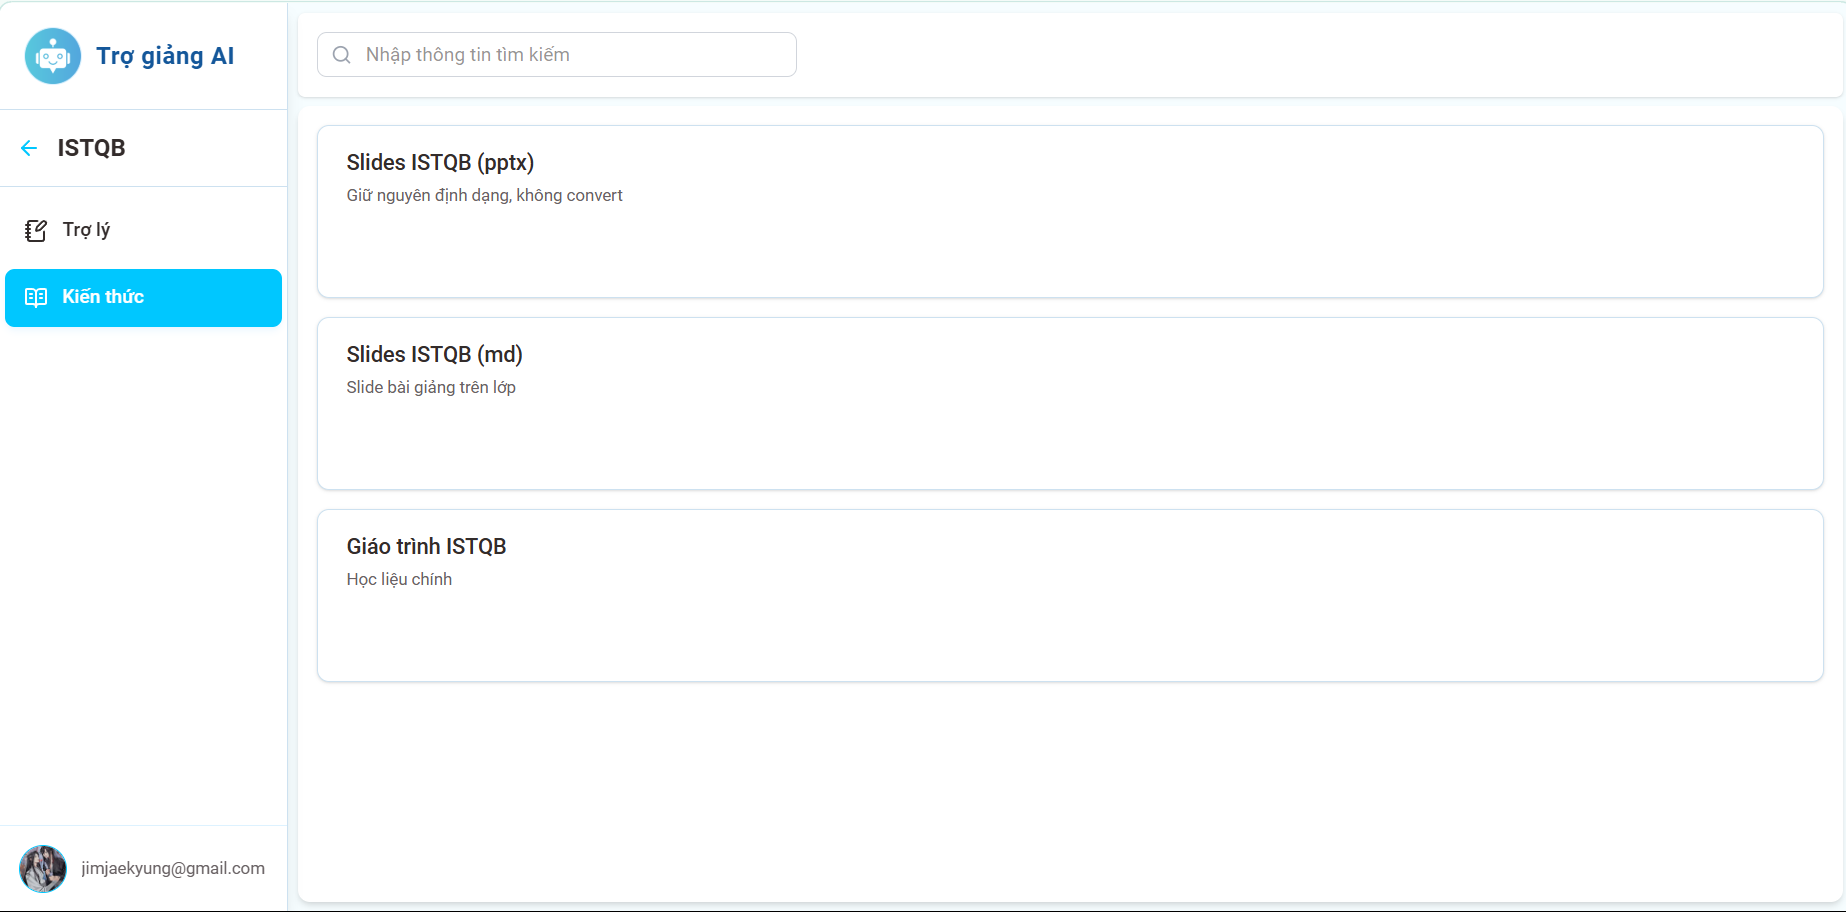 Trợ giảng AI
ISTQB
Trợ lý
Kiến thức
jimjaekyung@gmail.com
Nhập thông tin tìm kiếm
Slides ISTQB (pptx)
Giữ nguyên định dạng, không convert
Slides ISTQB (md)
Slide bài giảng trên lớp
Giáo trình ISTQB
Học liệu chính